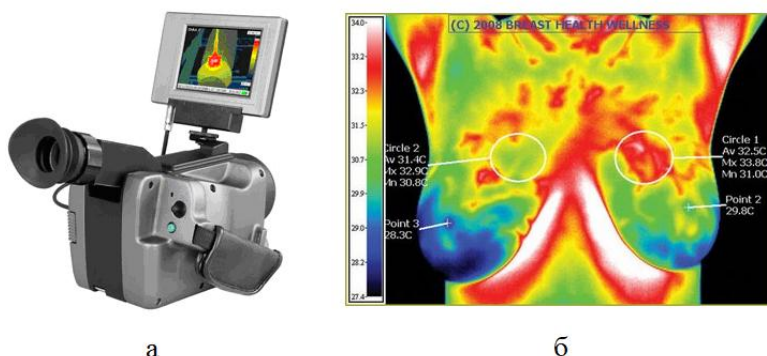 (C) 2008 BREAST HEALTH WELLNESS
34.0
33.2
32.3
31.5
30.7
29.9
29.0
28.2
27.4
Circle 2
Av 31.4C
Mx 32.9C
Mn 30.8C
Circle 1
Av 32.5C
Mx 33.8C
Mn 31.0C
Point 2
29.8C
Point 3
28.3C
а
б